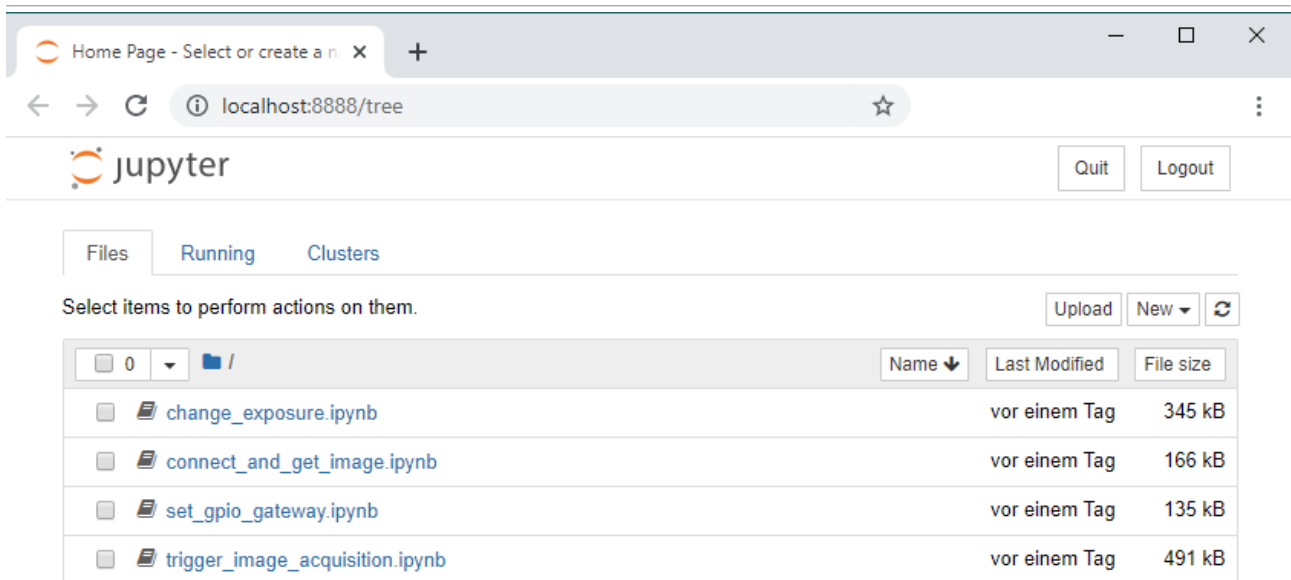 Home Page - Select or create a n
localhost:8888/tree
jupyter
Quit Logout
Files Running Clusters
Select items to perform actions on them.
Upload New
0 / Name Last Modified File size
change_exposure.ipynb vor einem Tag 345 kB
connect_and_get_image.ipynb vor einem Tag 166 kB
set_gpio_gateway.ipynb vor einem Tag 135 kB
trigger_image_acquisition.ipynb vor einem Tag 491 kB